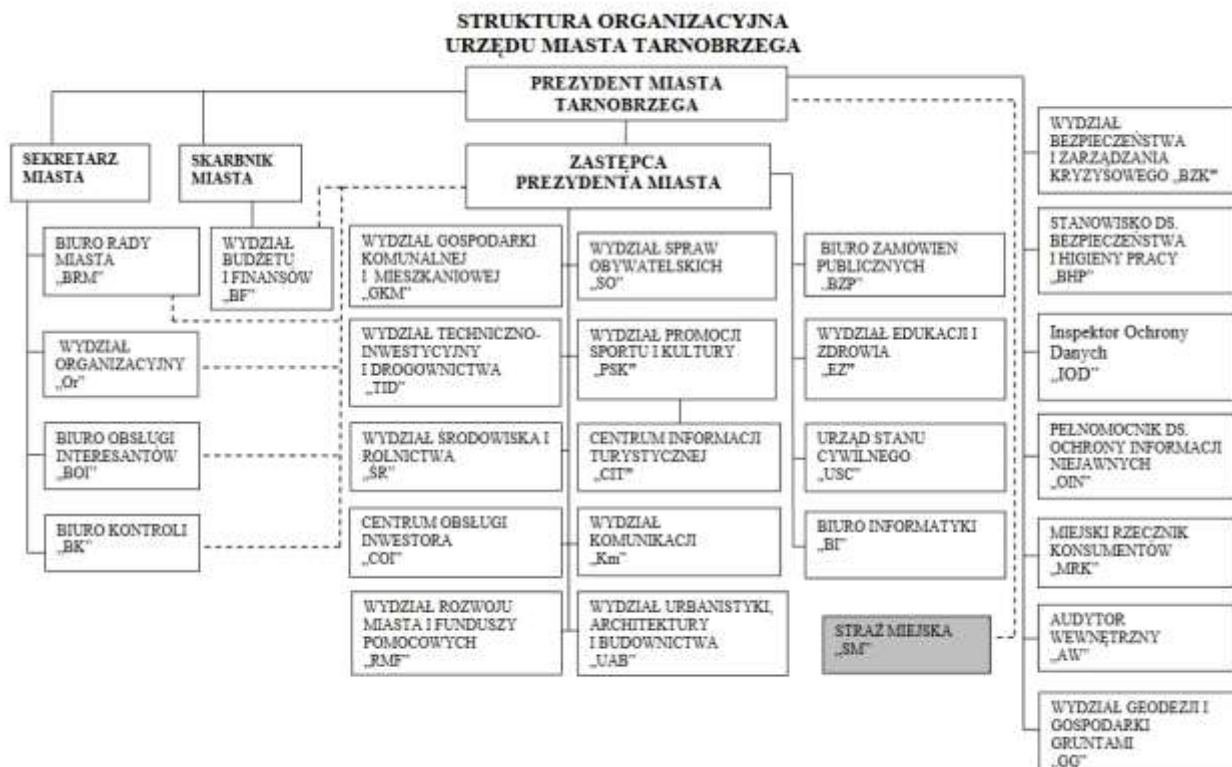 STRUKTURA ORGANIZACYJNA
URZĘDU MIASTA TARNOBRZEGA
PREZYDENT MIASTA
TARNOBRZEGA
SEKRETARZ
MIASTA
SKARBNIK
MIASTA
ZASTĘPCA
PREZYDENTA MIASTA
BIURO RADY
MIASTA
„BRM”
WYDZIAŁ
ORGANIZACYJNY
„Or”
BIURO OBSŁUGI
INTERESANTÓW
„BOI”
BIURO KONTROLI
„BK”
WYDZIAŁ
BUDŻETU
I FINANSÓW
„BF”
WYDZIAŁ GOSPODARKI
KOMUNALNEJ
I MIESZKANIOWEJ
„GKM”
WYDZIAŁ TECHNICZNO-
INWESTYCYJNY
I DROGOWNICTWA
„TID”
WYDZIAŁ ŚRODOWISKA I
ROLNICTWA
„ŚR”
CENTRUM OBSŁUGI
INWESTORA
„COI”
WYDZIAŁ ROZWOJU
MIASTA I FUNDUSZY
POMOCOWYCH
„RMF”
WYDZIAŁ SPRAW
OBYWATELSKICH
„SO”
WYDZIAŁ PROMOCJI
SPORTU I KULTURY
„PSK”
CENTRUM INFORMACJI
TURYSTYCZNEJ
„CIT”
WYDZIAŁ
KOMUNIKACJI
„Km”
WYDZIAŁ URBANISTYKI,
ARCHITEKTURY
I BUDOWNICTWA
„UAB”
BIURO ZAMÓWIEN
PUBLICZNYCH
„BZP”
WYDZIAŁ EDUKACJI I
ZDROWIA
„EZ”
URZĄD STANU
CYWILNEGO
„USC”
BIURO INFORMATYKI
„BI”
STRAŻ MIEJSKA
„SM”
WYDZIAŁ
BEZPIECZEŃSTWA
I ZARZĄDZANIA
KRYZYSOWEGO „BZK”
STANOWISKO DS.
BEZPIECZEŃSTWA
I HIGIENY PRACY
„BHP”
Inspektor Ochrony
Danych
„IOD”
PEŁNOMOCNIK DS.
OCHRONY INFORMACJI
NIEJAWNYCH
„OIN”
MIEJSKI RZECZNIK
KONSUMENTÓW
„MRK”
AUDYTOR
WEWNĘTRZNY
„AW”
WYDZIAŁ GEODEZJI I
GOSPODARKI
GRUNTAMI
„GG”